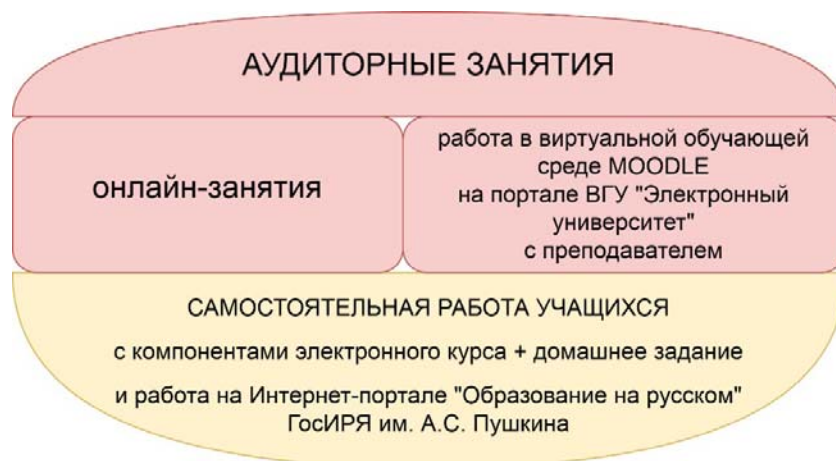 АУДИТОРНЫЕ ЗАНЯТИЯ
онлайн-занятия
работа в виртуальной обучающей
среде MOODLE
на портале ВГУ "Электронный
университет"
с преподавателем
САМОСТОЯТЕЛЬНАЯ РАБОТА УЧАЩИХСЯ
с компонентами электронного курса + домашнее задание
и работа на Интернет-портале "Образование на русском"
ГосИРЯ им. А.С. Пушкина